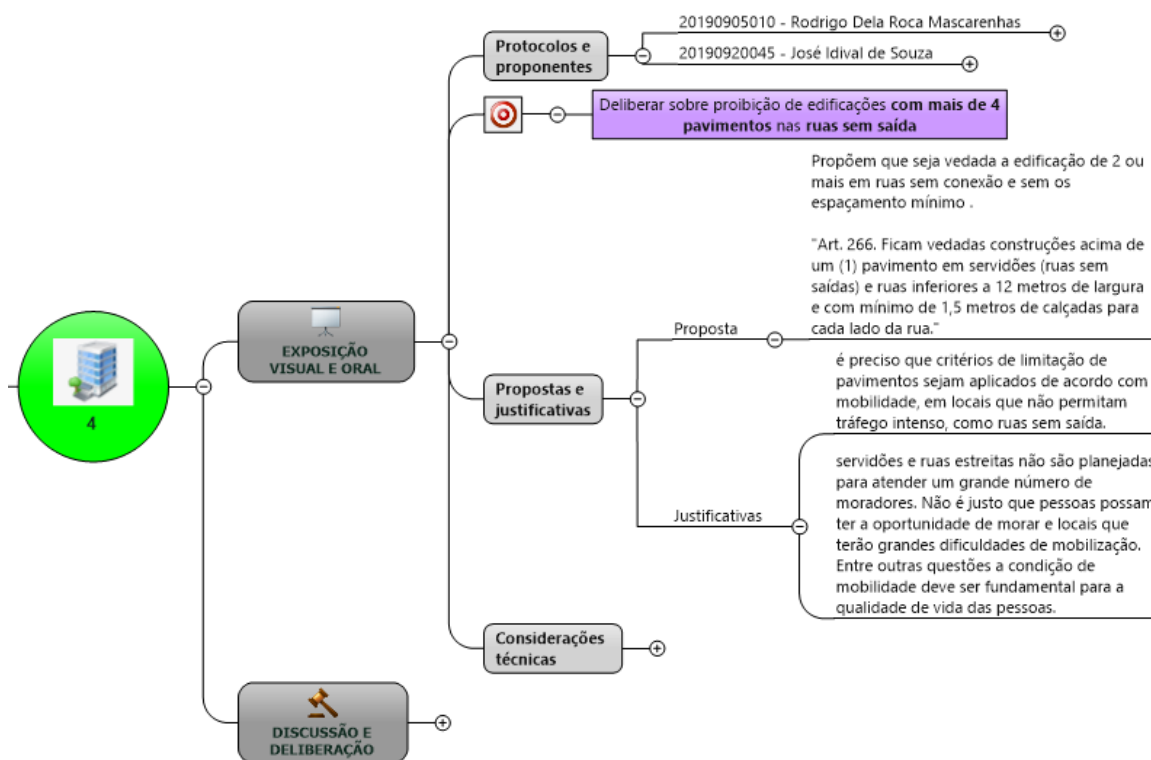 4
EXPOSIÇÃO
VISUAL E ORAL
Protocolos e
proponentes
20190905010 - Rodrigo Dela Roca Mascarenhas
20190920045 - José Idival de Souza
Deliberar sobre proibição de edificações com mais de 4
pavimentos nas ruas sem saída
Propostas e
justificativas
Proposta
Propõem que seja vedada a edificação de 2 ou
mais em ruas sem conexão e sem os
espaçamento mínimo .
"Art. 266. Ficam vedadas construções acima de
um (1) pavimento em servidões (ruas sem
saídas) e ruas inferiores a 12 metros de largura
e com mínimo de 1,5 metros de calçadas para
cada lado da rua."
Justificativas
é preciso que critérios de limitação de
pavimentos sejam aplicados de acordo com
mobilidade, em locais que não permitam
tráfego intenso, como ruas sem saída.
servidões e ruas estreitas não são planejadas
para atender um grande número de
moradores. Não é justo que pessoas possam
ter a oportunidade de morar e locais que
terão grandes dificuldades de mobilização.
Entre outras questões a condição de
mobilidade deve ser fundamental para a
qualidade de vida das pessoas.
Considerações
técnicas
DISCUSSÃO E
DELIBERAÇÃO